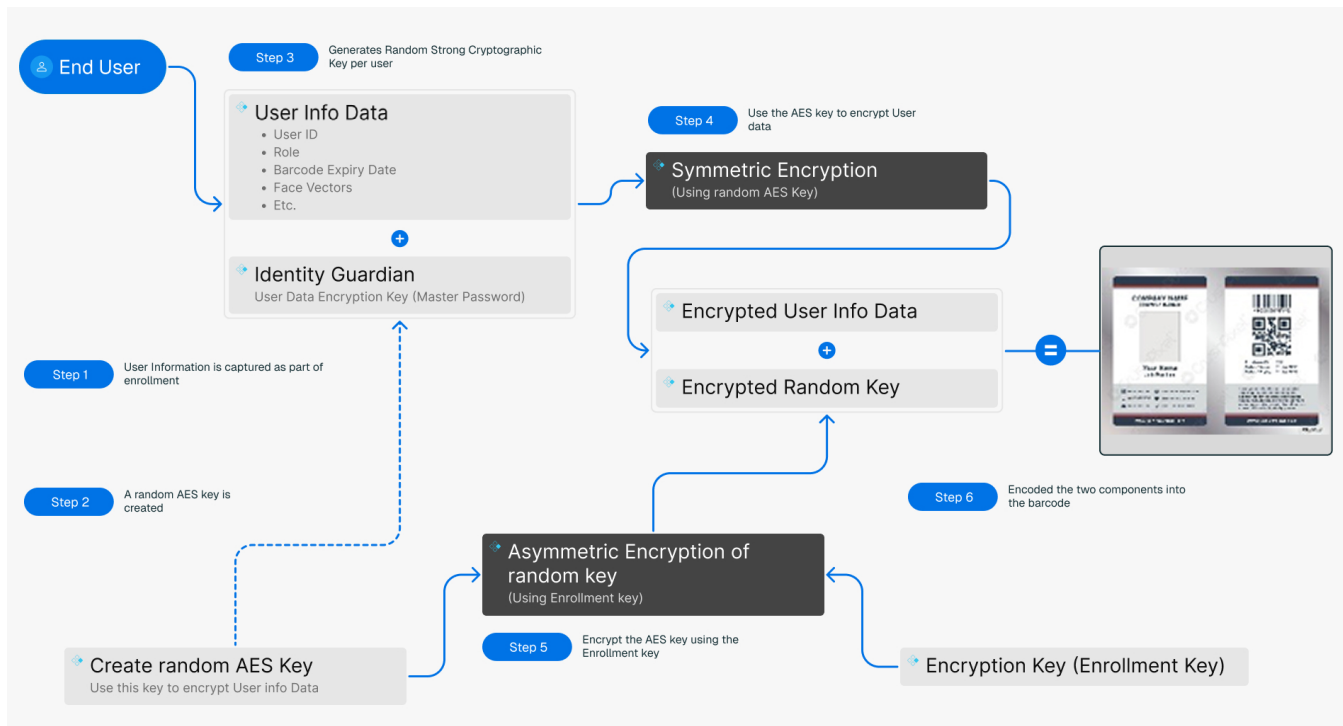 End User
Step 3
Generates Random Strong Cryptographic
Key per user
User Info Data
• User ID
• Role
• Barcode Expiry Date
• Face Vectors
• Etc.
+
Identity Guardian
User Data Encryption Key (Master Password)
Step 4
Use the AES key to encrypt User
data
Symmetric Encryption
(Using random AES Key)
Encrypted User Info Data
+
Encrypted Random Key
=
COMPANY NAME
Your Name
Step 1
User Information is captured as part of
enrollment
Step 2
A random AES key is
created
Step 6
Encoded the two components into
the barcode
Asymmetric Encryption of
random key
(Using Enrollment key)
Step 5
Encrypt the AES key using the
Enrollment key
Create random AES Key
Use this key to encrypt User info Data
Encryption Key (Enrollment Key)